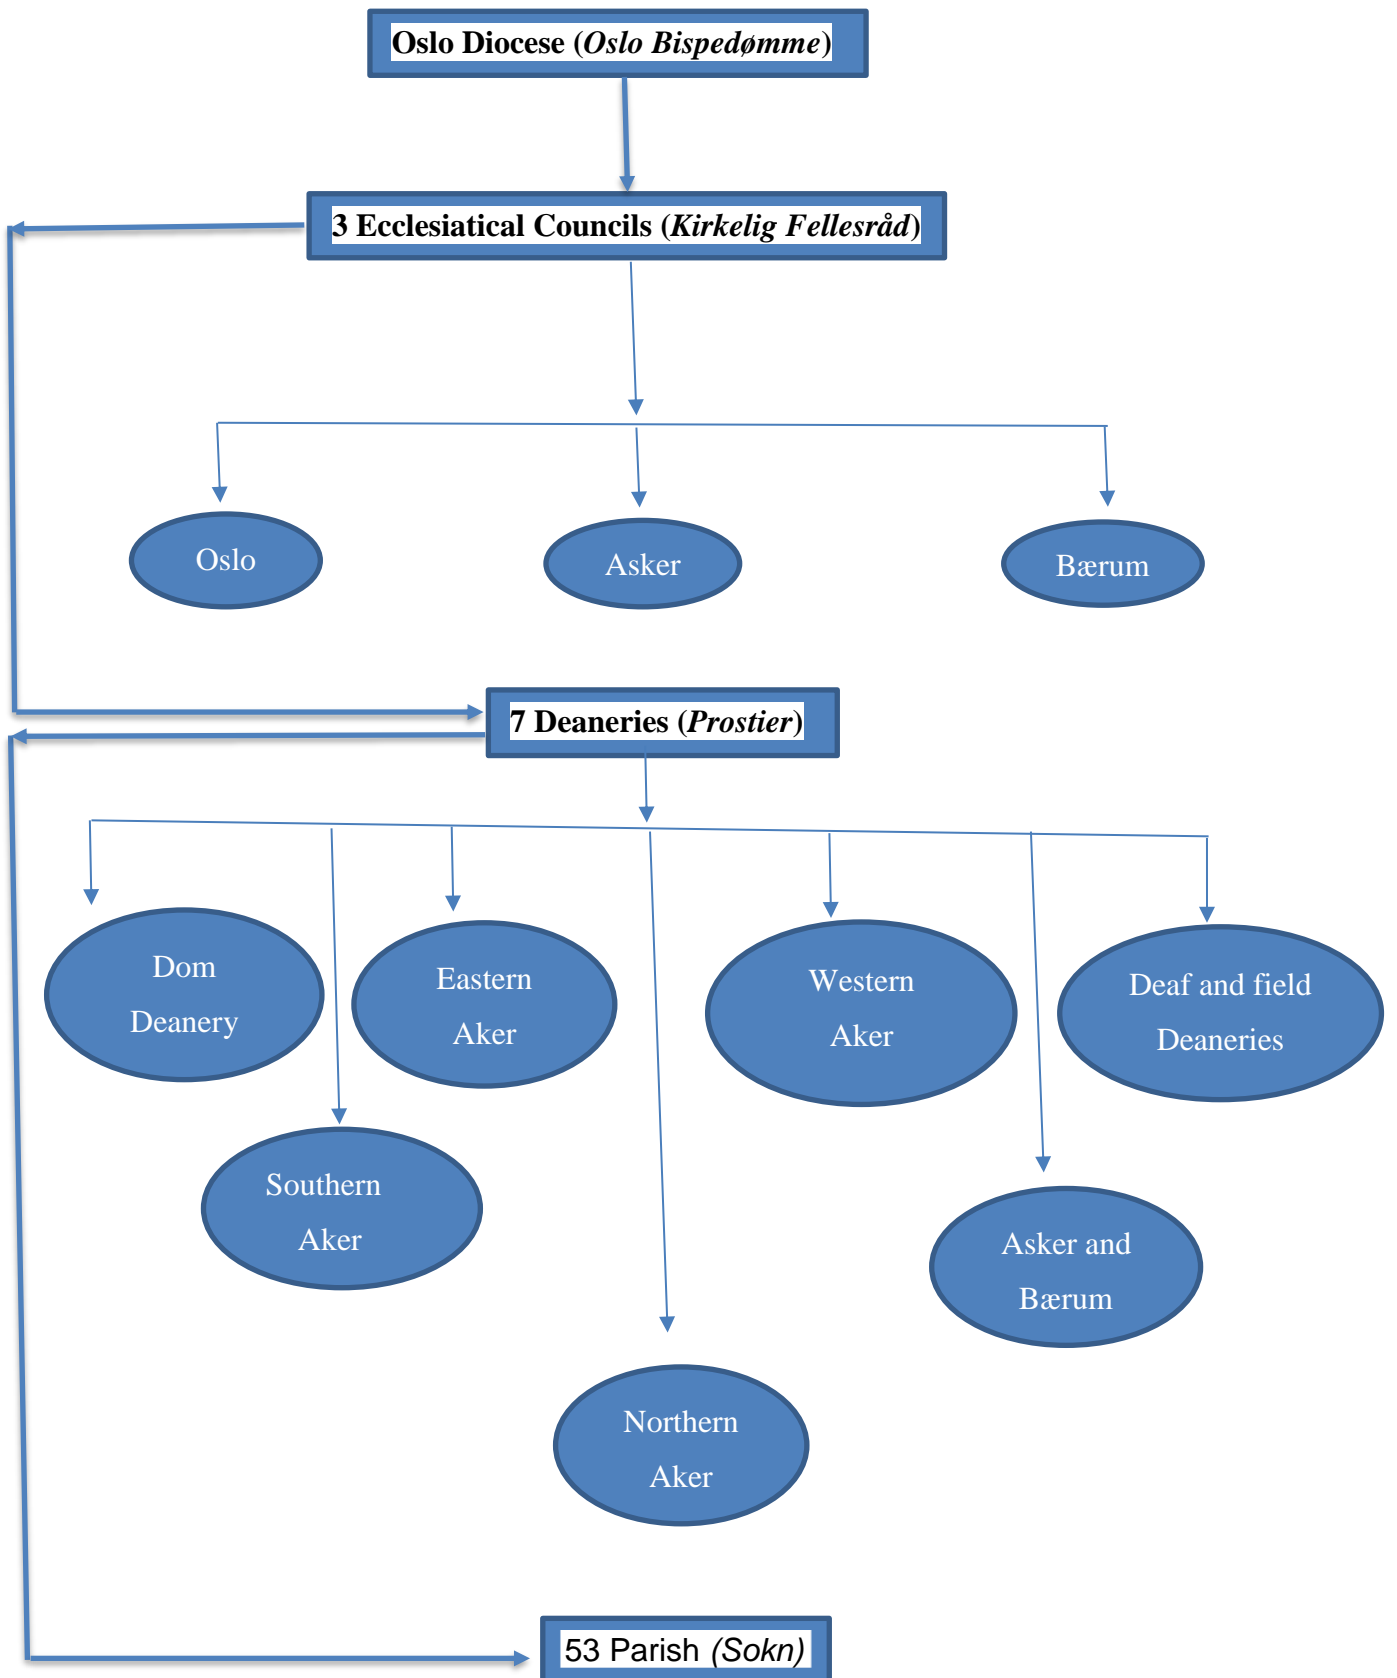 Oslo Diocese (Oslo Bispedømme)
3 Ecclesiatical Councils (Kirkelig Fellesråd)
Oslo
Asker
Bærum
7 Deaneries (Prostier)
Dom
Deanery
Eastern
Aker
Western
Aker
Deaf and field
Deaneries
Southern
Aker
Asker and
Bærum
Northern
Aker
53 Parish (Sokn)